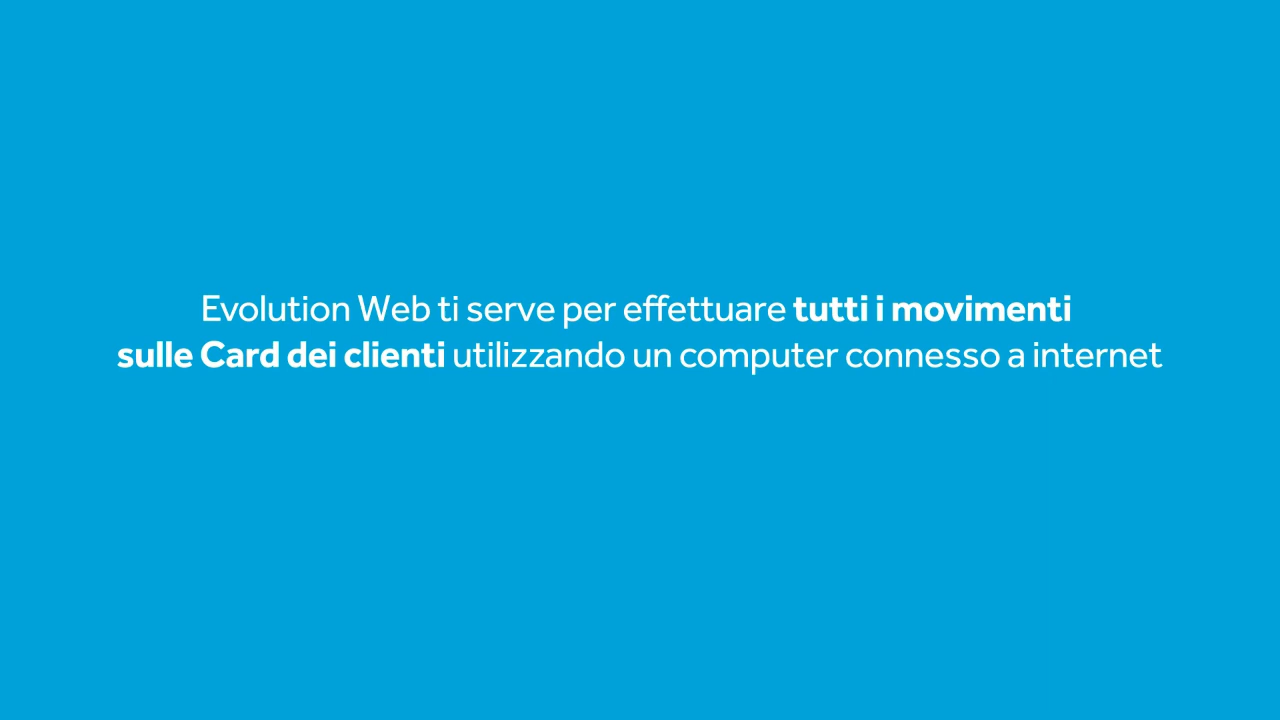 Evolution Web ti serve per effettuare tutti i movimenti
sulle Card dei clienti utilizzando un computer connesso a internet